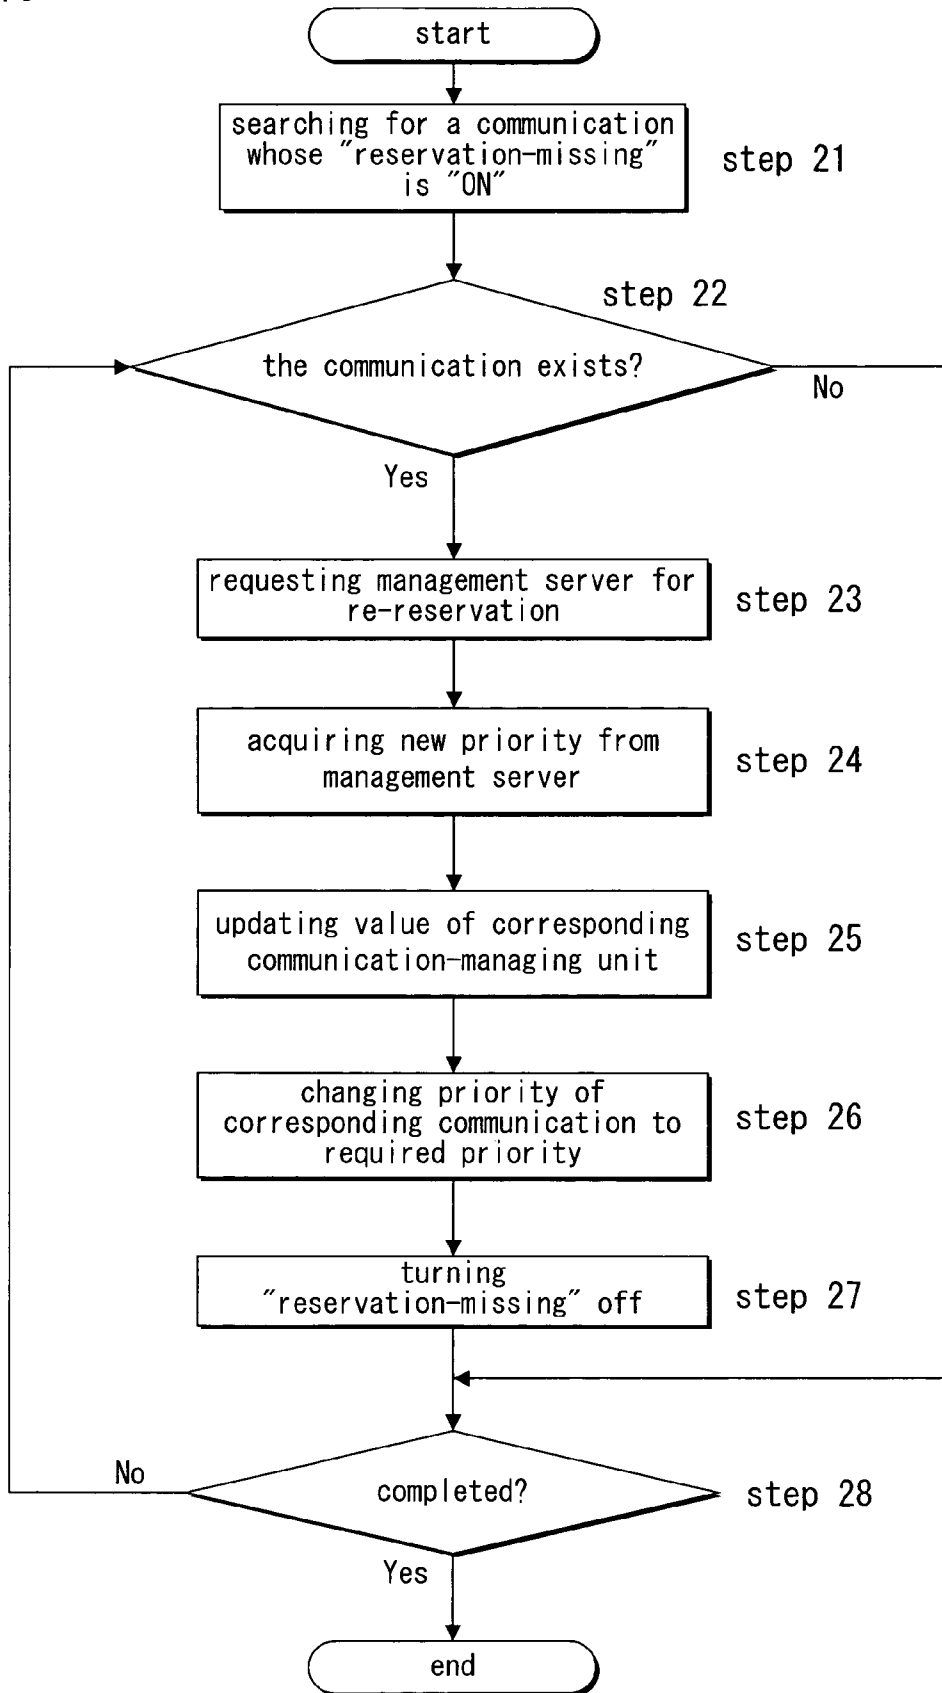 start
searching for a communication
whose "reservation-missing"
is "ON"
step 21
step 22
the communication exists?
No
Yes
requesting management server for
re-reservation
step 23
acquiring new priority from
management server
step 24
updating value of corresponding
communication-managing unit
step 25
changing priority of
corresponding communication to
required priority
step 26
turning
"reservation-missing" off
step 27
No
completed?
step 28
Yes
end